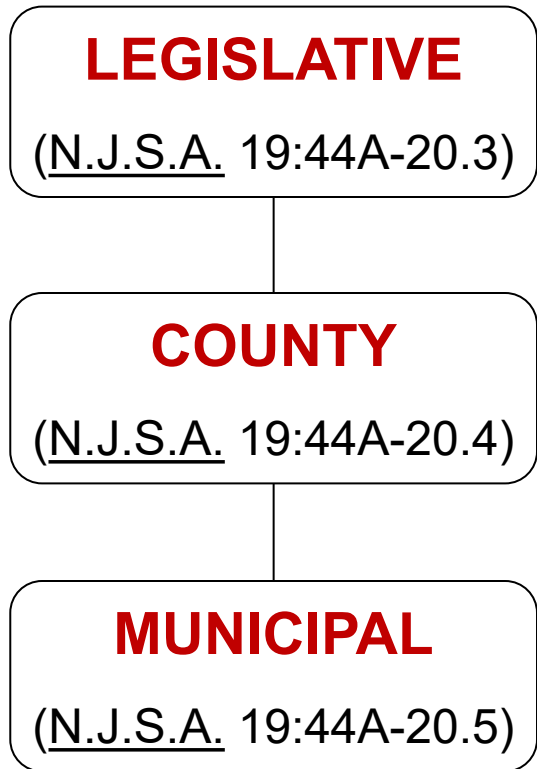 LEGISLATIVE
(N.J.S.A. 19:44A-20.3)
COUNTY
(N.J.S.A. 19:44A-20.4)
MUNICIPAL
(N.J.S.A. 19:44A-20.5)